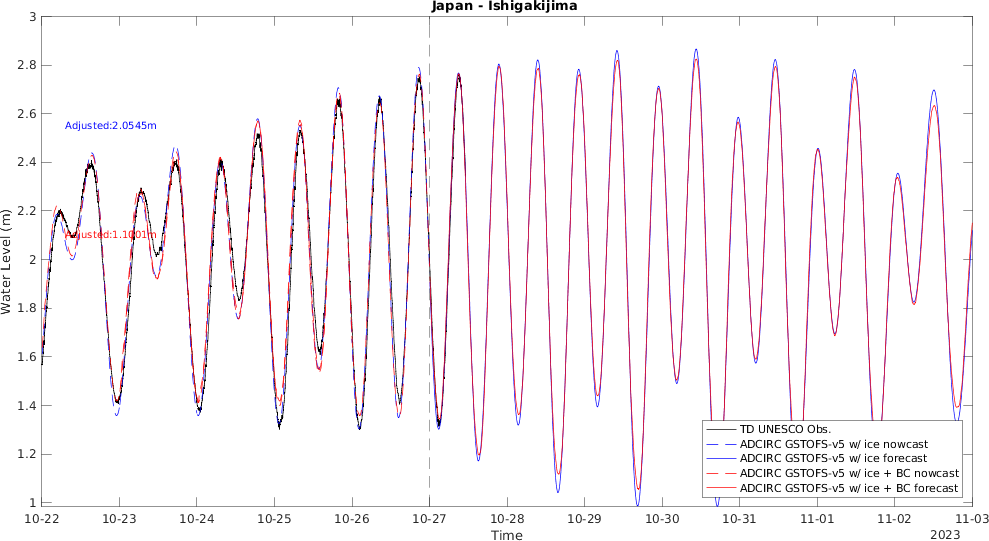 Japan - Ishigakijima
3
2.8
2.6
2.4
2.2
2
1.8
1.6
1.4
1.2
1
Water Level (m)
Adjusted:2.0545m
Adjusted:1.1001m
TD UNESCO Obs.
ADCIRC GSTOFS-v5 w/ ice nowcast
ADCIRC GSTOFS-v5 w/ ice forecast
ADCIRC GSTOFS-v5 w/ ice + BC nowcast
ADCIRC GSTOFS-v5 w/ ice + BC forecast
10-22 10-23 10-24 10-25 10-26 10-27 10-28 10-29 10-30 10-31 11-01 11-02 11-03
Time
2023